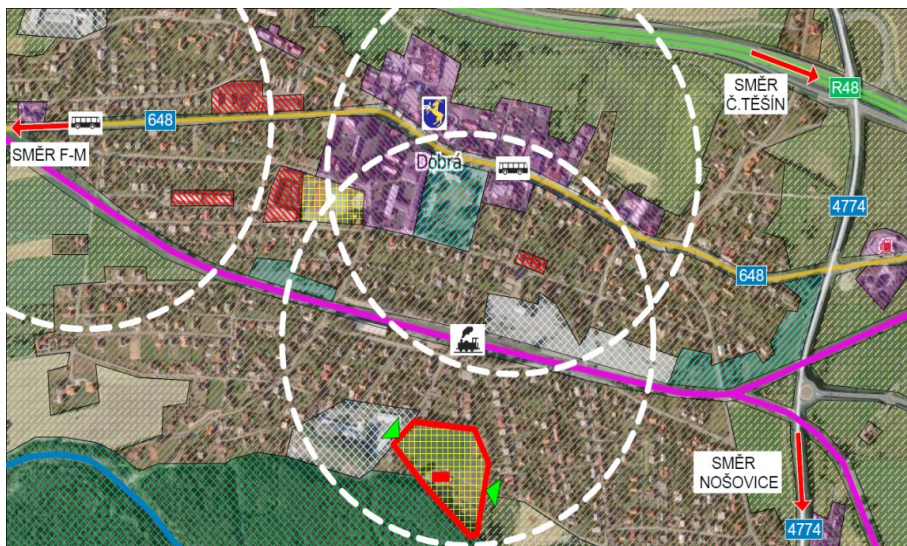 SMĚR
Č.TĚŠÍN
R48
648
SMĚR F-M
Dobrá
4774
648
SMĚR
NOŠOVICE
4774